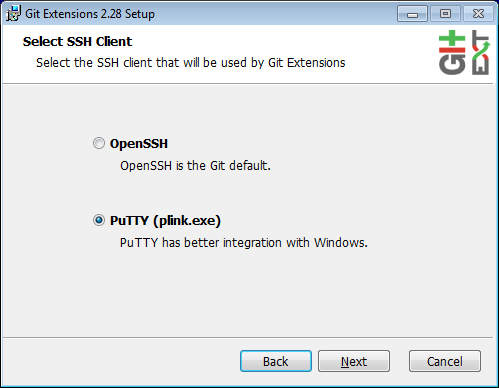 Git Extensions 2.28 Setup
Select SSH Client
Select the SSH client that will be used by Git Extensions
Git
EXT
OpenSSH
OpenSSH is the Git default.
PuTTY (plink.exe)
PuTTY has better integration with Windows.
Back
Next
Cancel